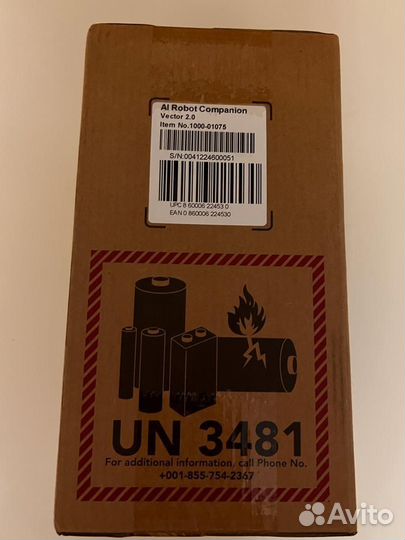 AI Robot Companion
Vector 2.0
Item No.1000-01075
S/N:0041224600051
UPC 8 60006 22453 0
EAN 0 860006 224530
UN 3481
For additional information, call Phone No.
+001-855-754-2367
Avito